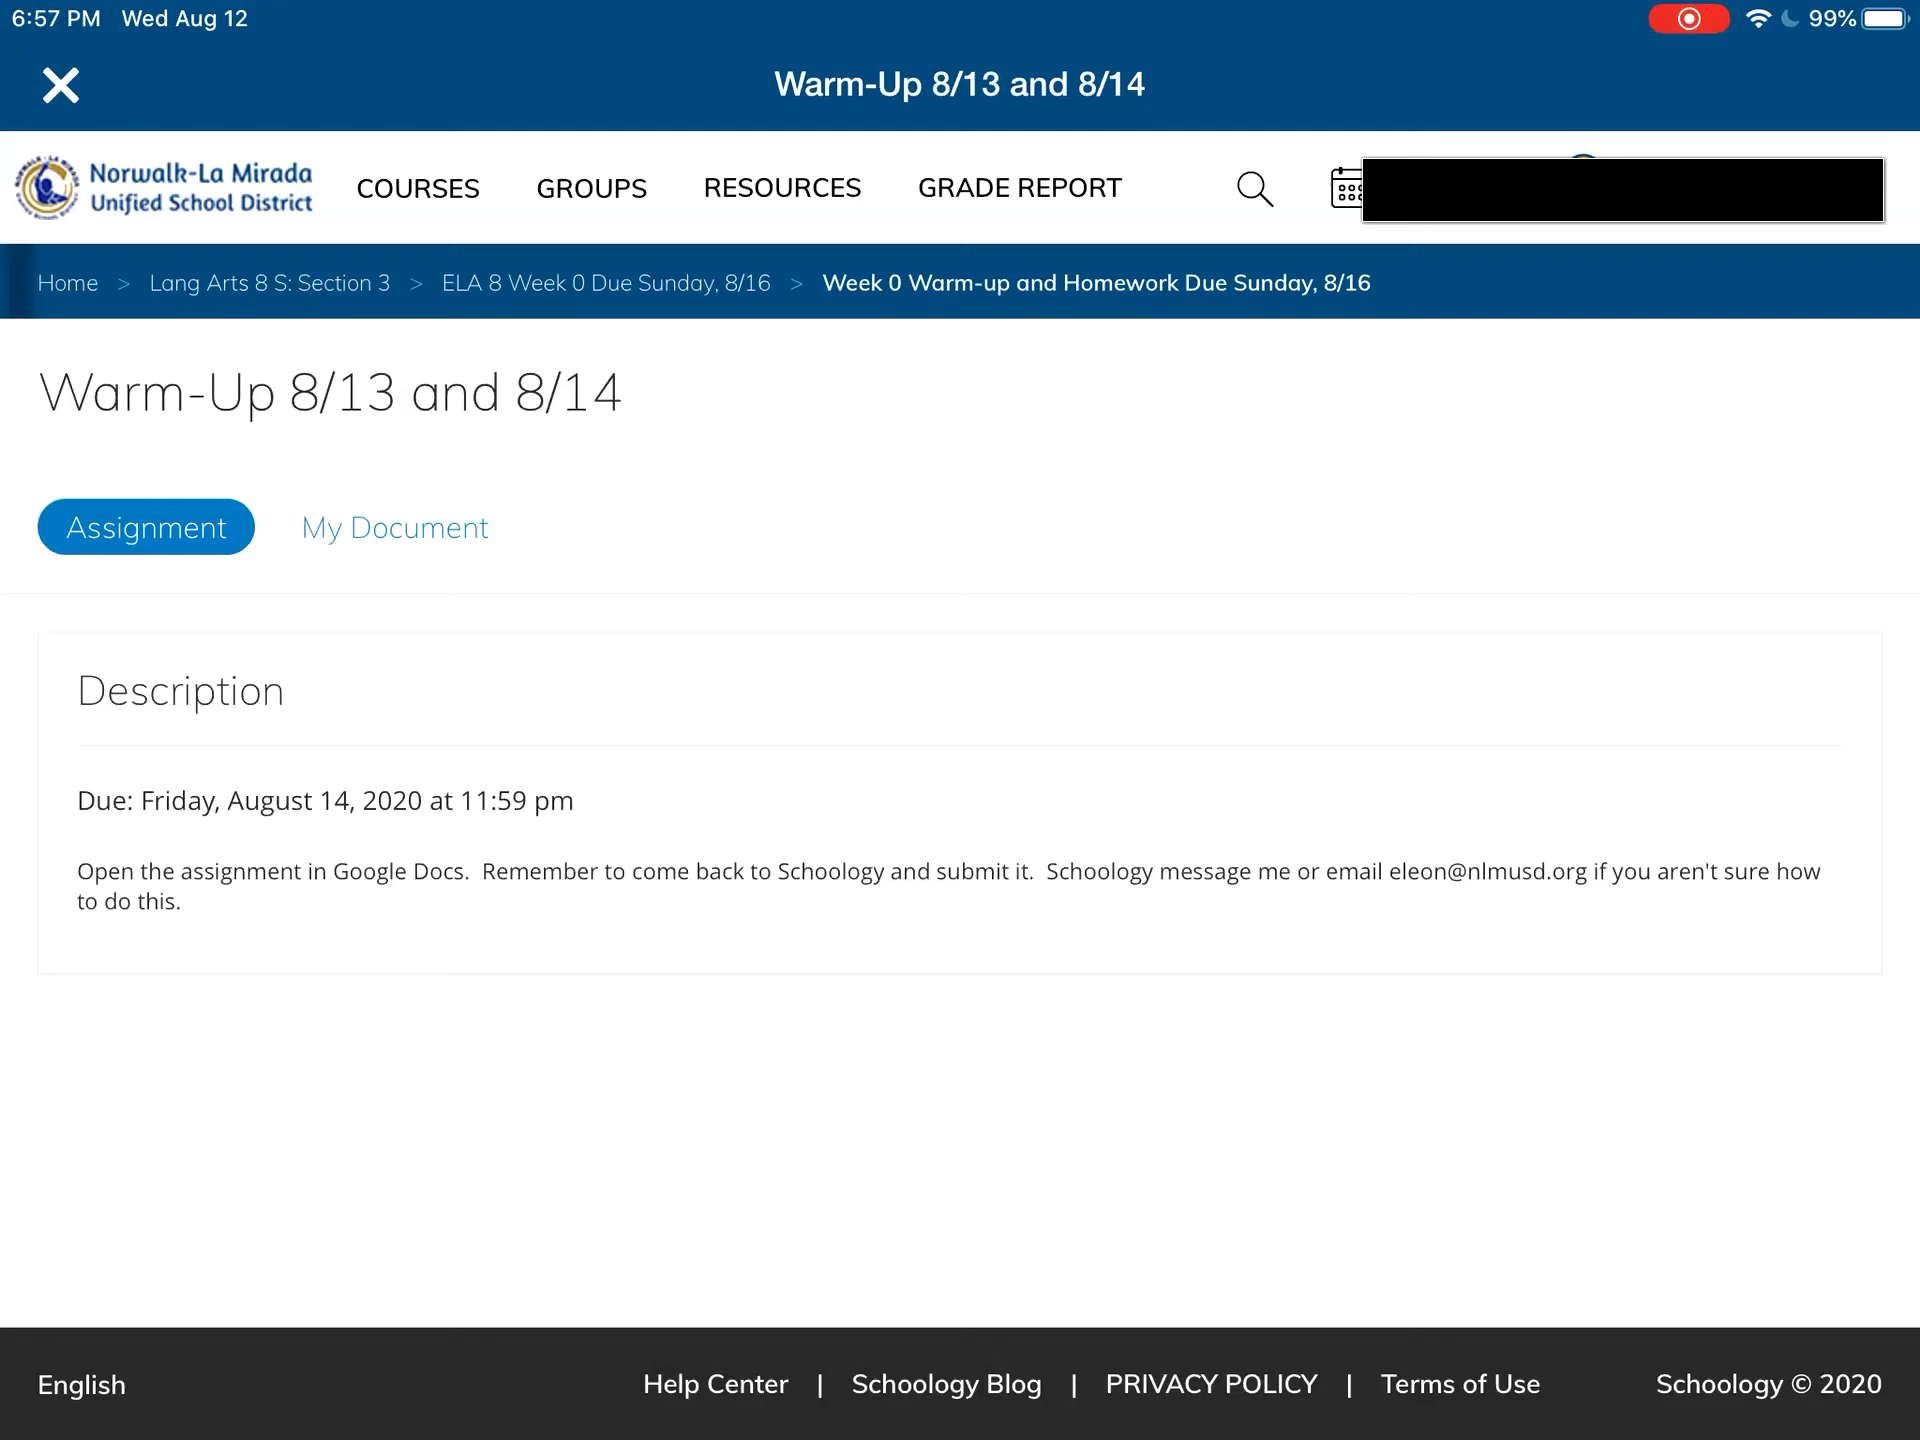 6:57 PM Wed Aug 12 99%
Warm-Up 8/13 and 8/14
Norwalk-La Mirada
Unified School District
COURSES GROUPS RESOURCES GRADE REPORT
Home > Lang Arts 8 S: Section 3 > ELA 8 Week 0 Due Sunday, 8/16 > Week 0 Warm-up and Homework Due Sunday, 8/16
Warm-Up 8/13 and 8/14
Assignment My Document
Description
Due: Friday, August 14, 2020 at 11:59 pm
Open the assignment in Google Docs. Remember to come back to Schoology and submit it. Schoology message me or email eleon@nlmusd.org if you aren't sure how
to do this.
English Help Center | Schoology Blog | PRIVACY POLICY | Terms of Use Schoology © 2020